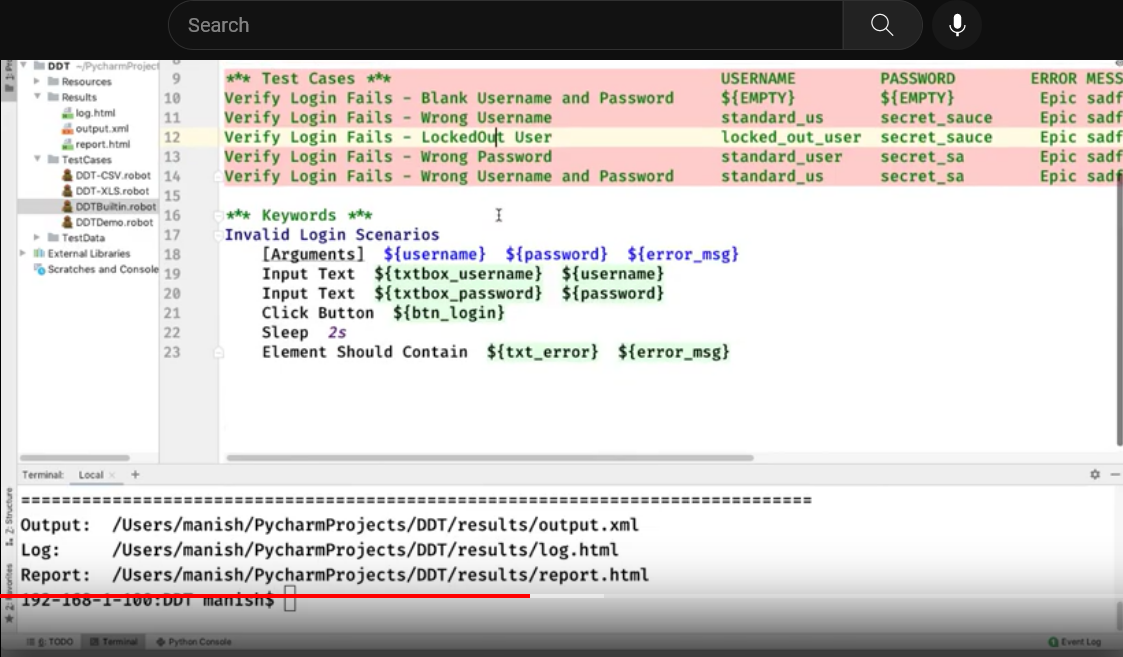 Search
DDT ~/PycharmProject
Resources
Results
log.html
output.xml
report.html
TestCases
DDT-CSV.robot
DDT-XLS.robot
DDTBuiltin.robot
DDTDemo.robot
TestData
External Libraries
Scratches and Console
9 *** Test Cases *** USERNAME PASSWORD ERROR MESS
10 Verify Login Fails - Blank Username and Password ${EMPTY} ${EMPTY} Epic sadf
11 Verify Login Fails - Wrong Username standard_us secret_sauce Epic sadf
12 Verify Login Fails - LockedOut User locked_out_user secret_sauce Epic sadf
13 Verify Login Fails - Wrong Password standard_user secret_sa Epic sadf
14 Verify Login Fails - Wrong Username and Password standard_us secret_sa Epic sadf
15
16 *** Keywords ***
17 Invalid Login Scenarios
18 [Arguments] ${username} ${password} ${error_msg}
19 Input Text ${txtbox_username} ${username}
20 Input Text ${txtbox_password} ${password}
21 Click Button ${btn_login}
22 Sleep 2s
23 Element Should Contain ${txt_error} ${error_msg}
Terminal: Local × +
================================================================================
Output: /Users/manish/PycharmProjects/DDT/results/output.xml
Log: /Users/manish/PycharmProjects/DDT/results/log.html
Report: /Users/manish/PycharmProjects/DDT/results/report.html
192-168-1-100:DDT manish$
Z: Structure
6: TODO Terminal Python Console Event Log